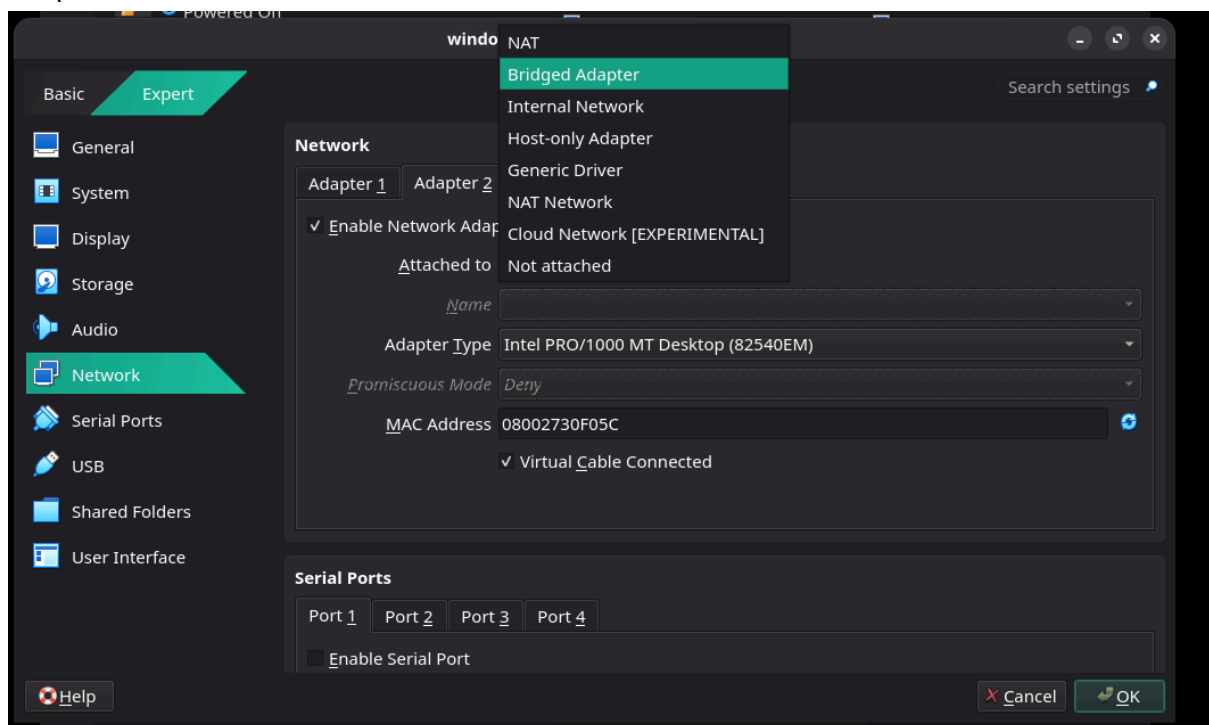 Powered Off
windo
Basic
Expert
Search settings
General
System
Display
Storage
Audio
Network
Serial Ports
USB
Shared Folders
User Interface
Network
Adapter 1
Adapter 2
Enable Network Adap
Attached to
NAT
Bridged Adapter
Internal Network
Host-only Adapter
Generic Driver
NAT Network
Cloud Network [EXPERIMENTAL]
Not attached
Name
Adapter Type Intel PRO/1000 MT Desktop (82540EM)
Promiscuous Mode Deny
MAC Address 08002730F05C
Virtual Cable Connected
Serial Ports
Port 1 Port 2 Port 3 Port 4
Enable Serial Port
Help
Cancel
OK